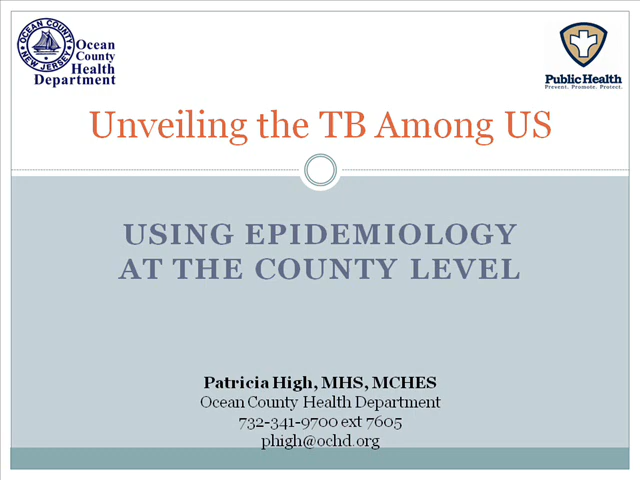 OCEAN COUNTY
NEW JERSEY
Ocean
County
Health
Department
Public Health
Prevent. Promote. Protect.
Unveiling the TB Among US
USING EPIDEMIOLOGY
AT THE COUNTY LEVEL
Patricia High, MHS, MCHES
Ocean County Health Department
732-341-9700 ext 7605
phigh@ochd.org